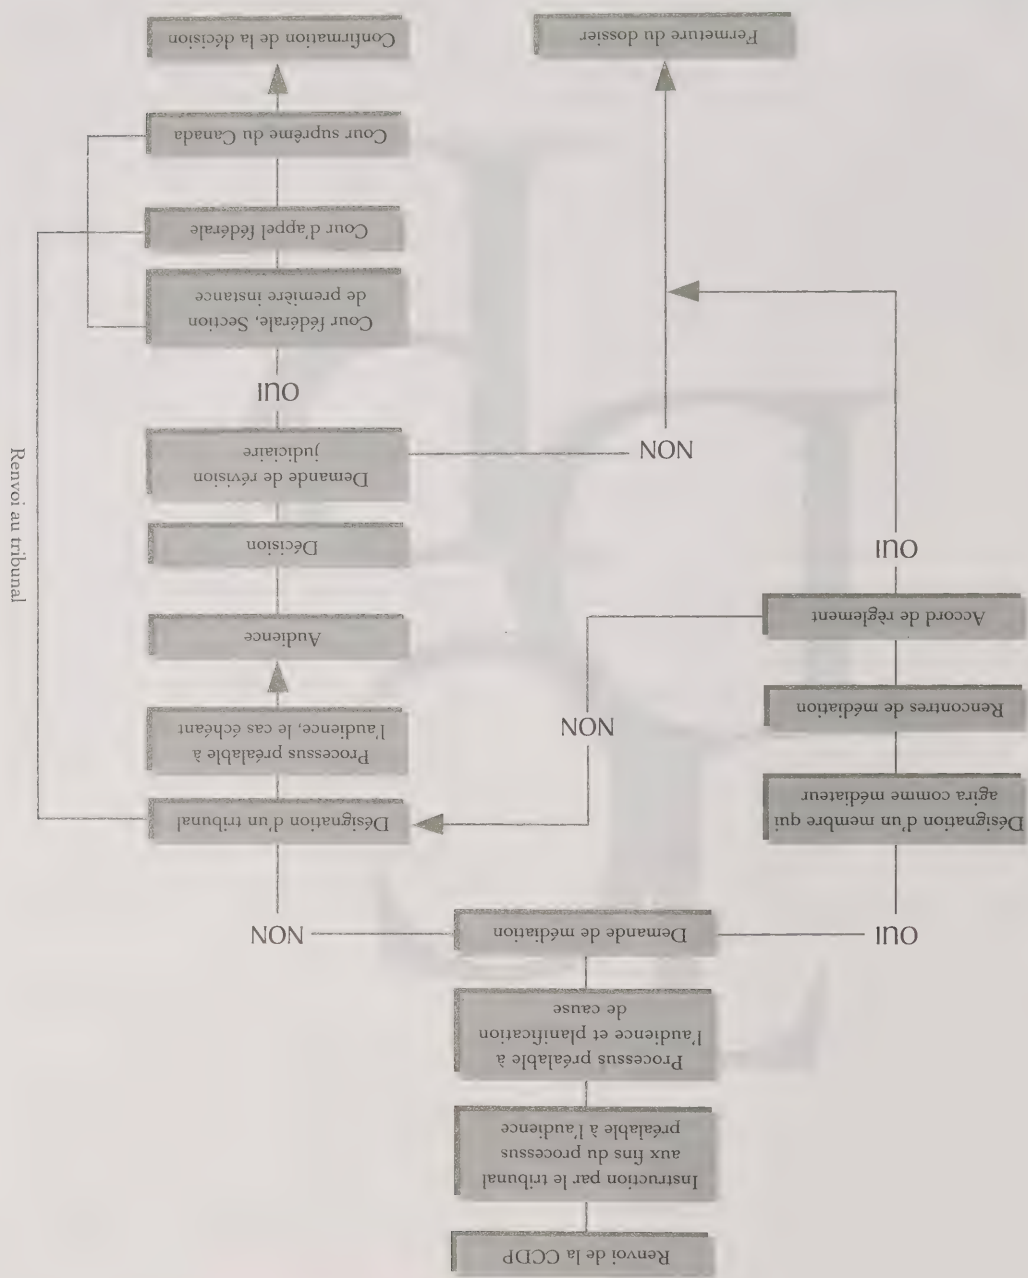 Renvoi de la CCDP
Instruction par le tribunal
aux fins du processus
préalable à l'audience
Processus préalable à
l'audience et planification
de cause
Demande de médiation
OUI
NON
Désignation d'un membre qui
agira comme médiateur
Rencontres de médiation
Accord de règlement
OUI
NON
Désignation d'un tribunal
Processus préalable à
l'audience, le cas échéant
Audience
Décision
Demande de révision
judiciaire
NON
OUI
Cour fédérale, Section
de première instance
Cour d'appel fédérale
Cour suprême du Canada
Renvoi au tribunal
Fermeture du dossier
Confirmation de la décision